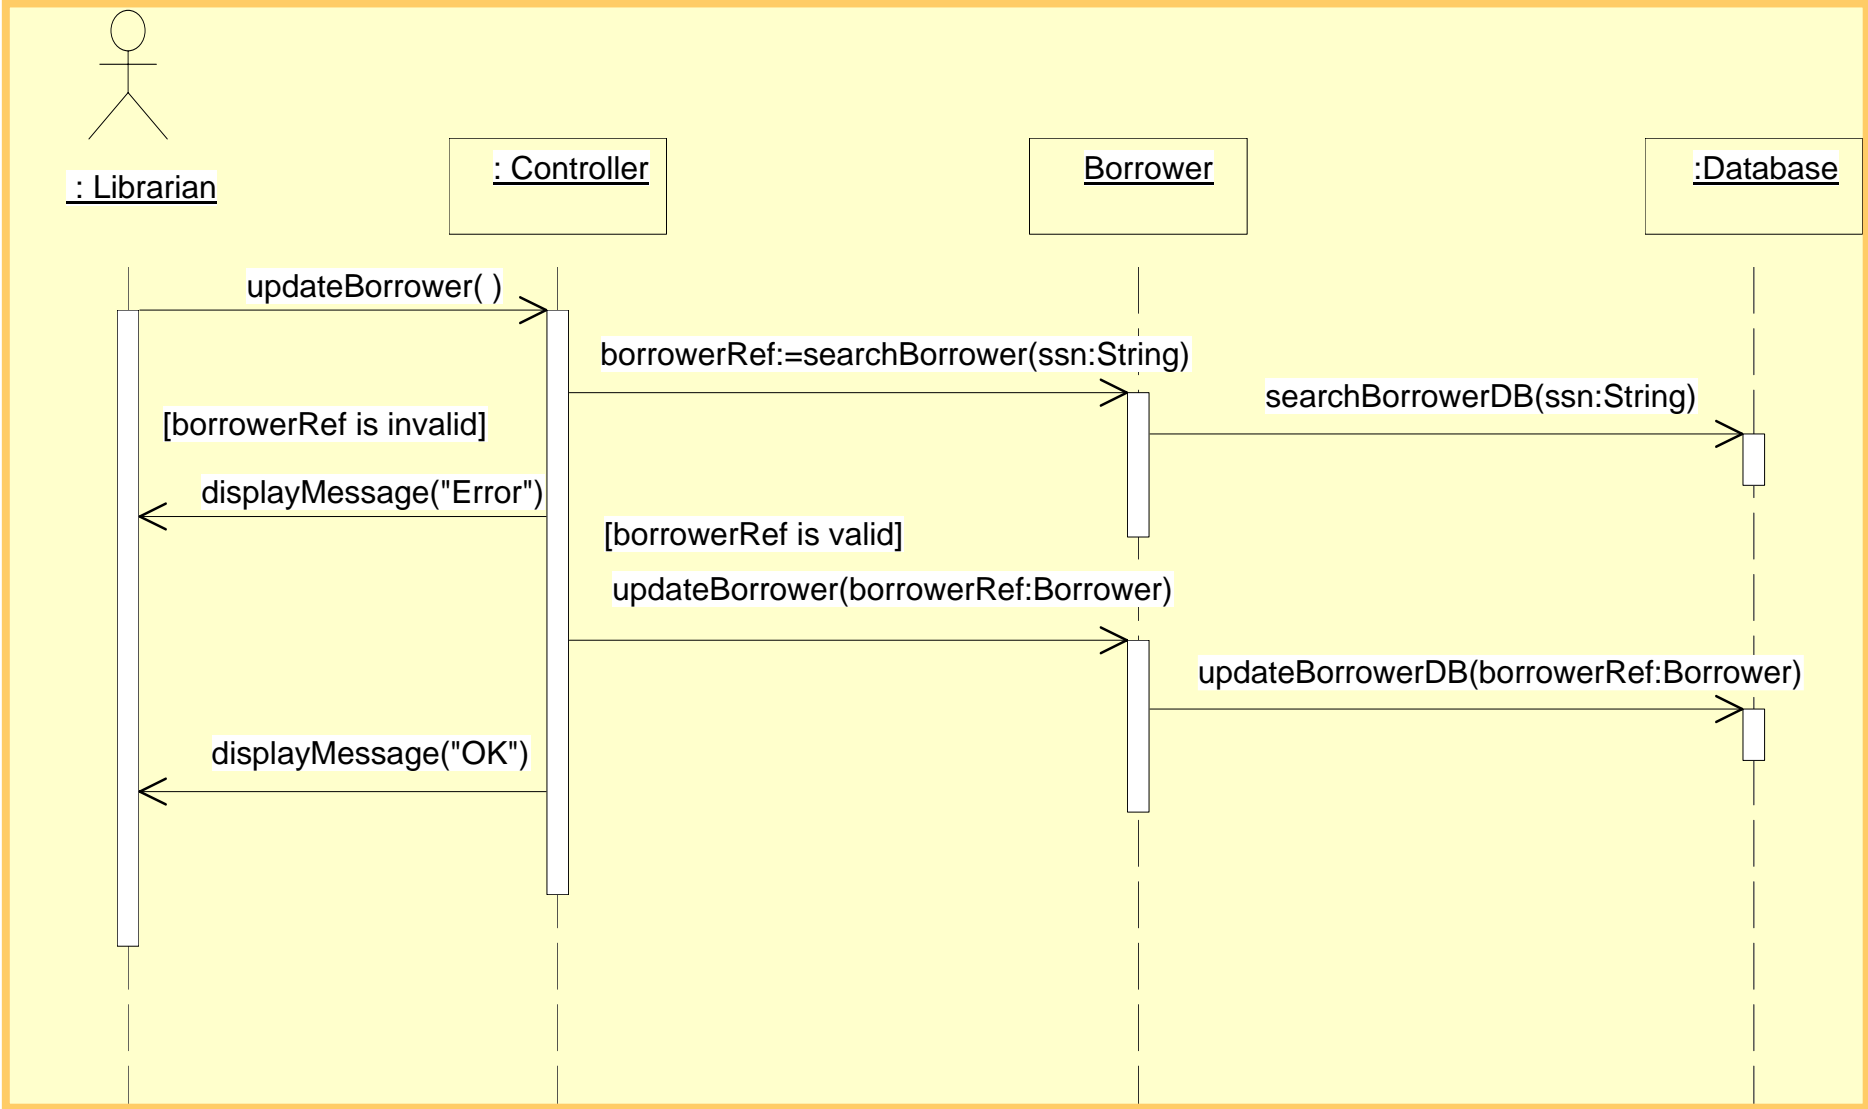 : Librarian
: Controller
Borrower
:Database
updateBorrower( )
borrowerRef:=searchBorrower(ssn:String)
searchBorrowerDB(ssn:String)
[borrowerRef is invalid]
displayMessage("Error")
[borrowerRef is valid]
updateBorrower(borrowerRef:Borrower)
updateBorrowerDB(borrowerRef:Borrower)
displayMessage("OK")